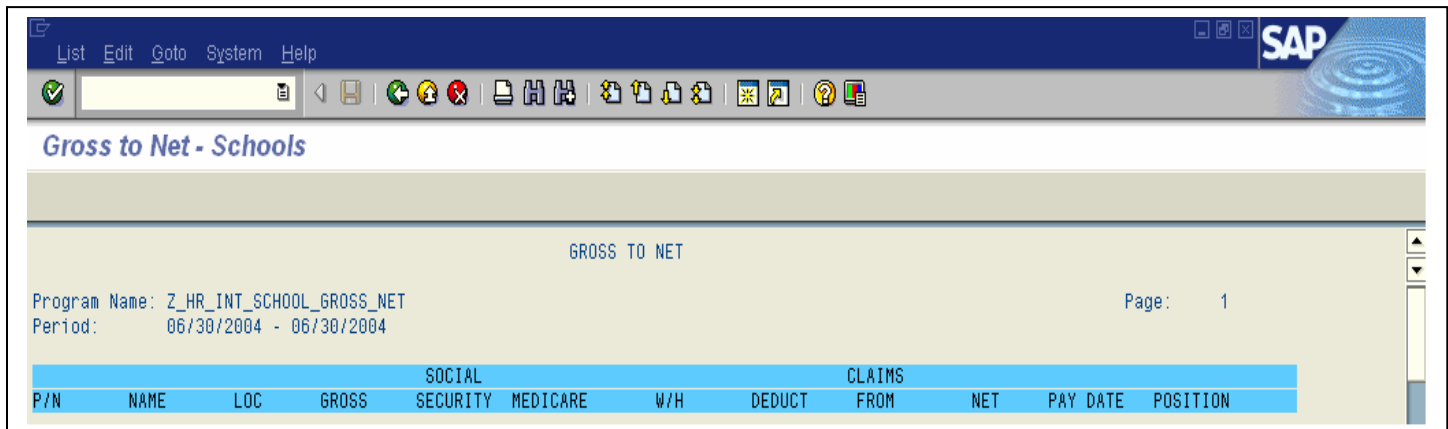 List Edit Goto System Help
SAP
Gross to Net - Schools
GROSS TO NET
Program Name: Z_HR_INT_SCHOOL_GROSS_NET Page: 1
Period: 06/30/2004 - 06/30/2004
SOCIAL CLAIMS
P/N NAME LOC GROSS SECURITY MEDICARE W/H DEDUCT FROM NET PAY DATE POSITION